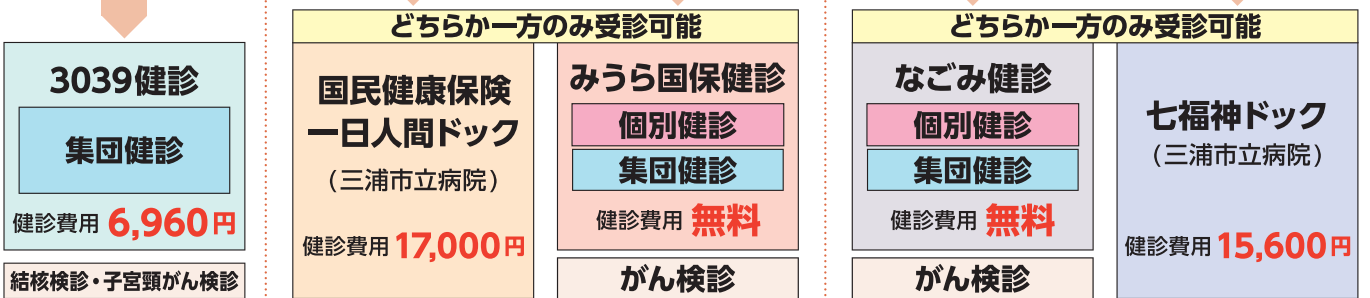 3039健診
集団健診
健診費用 6,960円
結核検診・子宮頸がん検診
どちらか一方のみ受診可能
国民健康保険
一日人間ドック
(三浦市立病院)
健診費用 17,000円
みうら国保健診
個別健診
集団健診
健診費用 無料
がん検診
どちらか一方のみ受診可能
なごみ健診
個別健診
集団健診
健診費用 無料
がん検診
七福神ドック
(三浦市立病院)
健診費用 15,600円